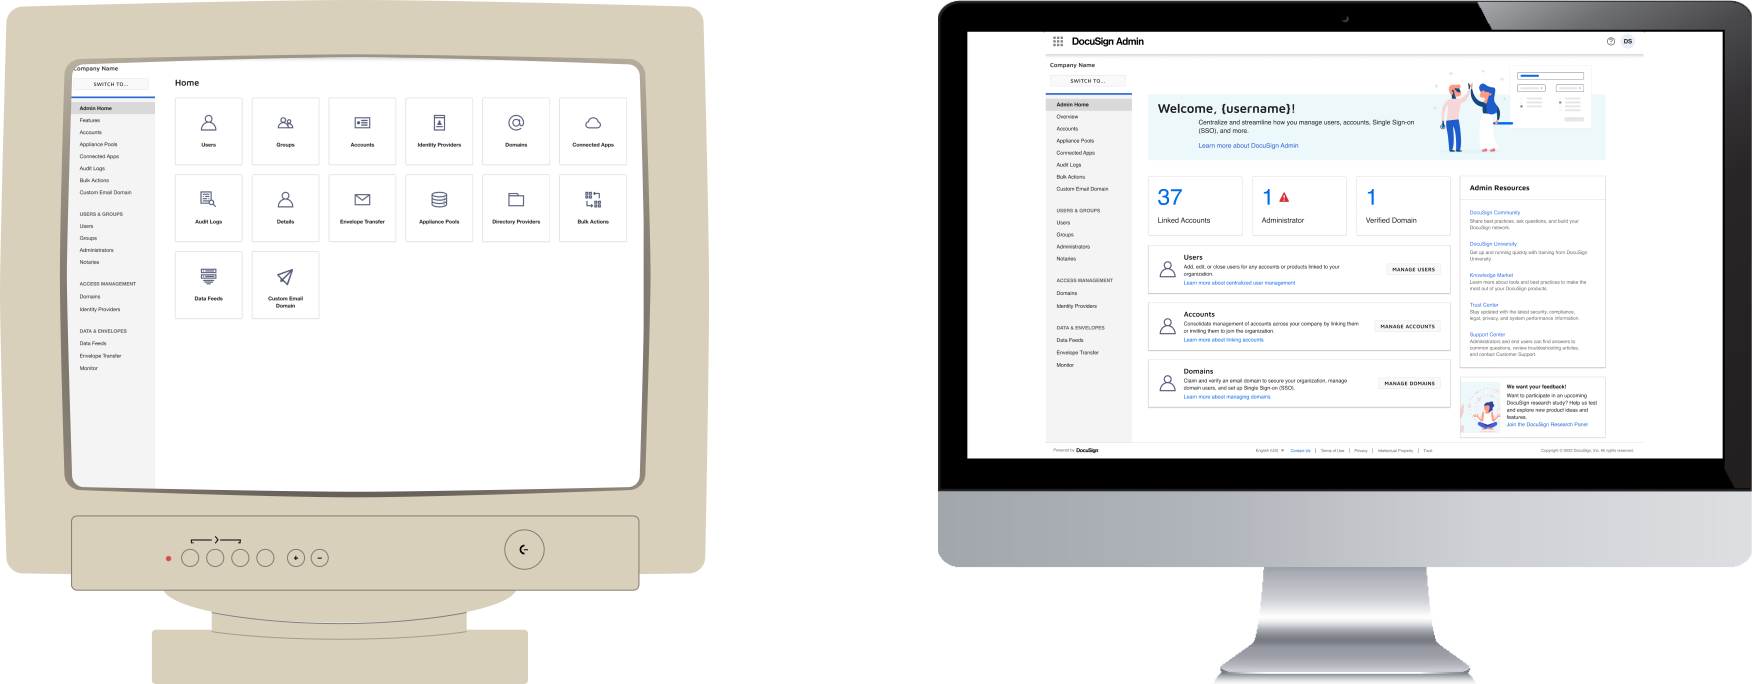 Company Name
SWITCH TO...
Admin Home
Features
Accounts
Appliance Pools
Connected Apps
Audit Logs
Bulk Actions
Custom Email Domain
USERS & GROUPS
Users
Groups
Administrators
Notaries
ACCESS MANAGEMENT
Domains
Identity Providers
DATA & ENVELOPES
Data Feeds
Envelope Transfer
Monitor
Home
Users
Groups
Accounts
Identity Providers
Domains
Connected Apps
Audit Logs
Details
Envelope Transfer
Appliance Pools
Directory Providers
Bulk Actions
Data Feeds
Custom Email
Domain
DocuSign Admin
DS
Company Name
SWITCH TO...
Admin Home
Overview
Accounts
Appliance Pools
Connected Apps
Audit Logs
Bulk Actions
Custom Email Domain
USERS & GROUPS
Users
Groups
Administrators
Notaries
ACCESS MANAGEMENT
Domains
Identity Providers
DATA & ENVELOPES
Data Feeds
Envelope Transfer
Monitor
Welcome, {username}!
Centralize and streamline how you manage users, accounts, Single Sign-on
(SSO), and more.
Learn more about DocuSign Admin
37
Linked Accounts
1
Administrator
1
Verified Domain
Users
Add, edit, or close users for any accounts or products linked to your
organization.
Learn more about centralized user management
MANAGE USERS
Accounts
Consolidate management of accounts across your company by linking them
or inviting them to join the organization.
Learn more about linking accounts
MANAGE ACCOUNTS
Domains
Claim and verify an email domain to secure your organization, manage
domain users, and set up Single Sign-on (SSO).
Learn more about managing domains
MANAGE DOMAINS
Admin Resources
DocuSign Community
Share best practices, ask questions, and build your
DocuSign network.
DocuSign University
Get up and running quickly with training from DocuSign
University
Knowledge Market
Learn more about tools and best practices to make the
most out of your DocuSign products.
Trust Center
Stay updated with the latest security, compliance,
legal, privacy, and system performance information.
Support Center
Administrators and end users can find answers to
common questions, review troubleshooting articles,
and contact Customer Support.
We want your feedback!
Want to participate in an upcoming
DocuSign research study? Help us test
and explore new product ideas and
features.
Join the DocuSign Research Panel
Powered by DocuSign
English (US)
Contact Us
Terms of Use
Privacy
Intellectual Property
Trust
Copyright © 2022 DocuSign, Inc. All rights reserved.